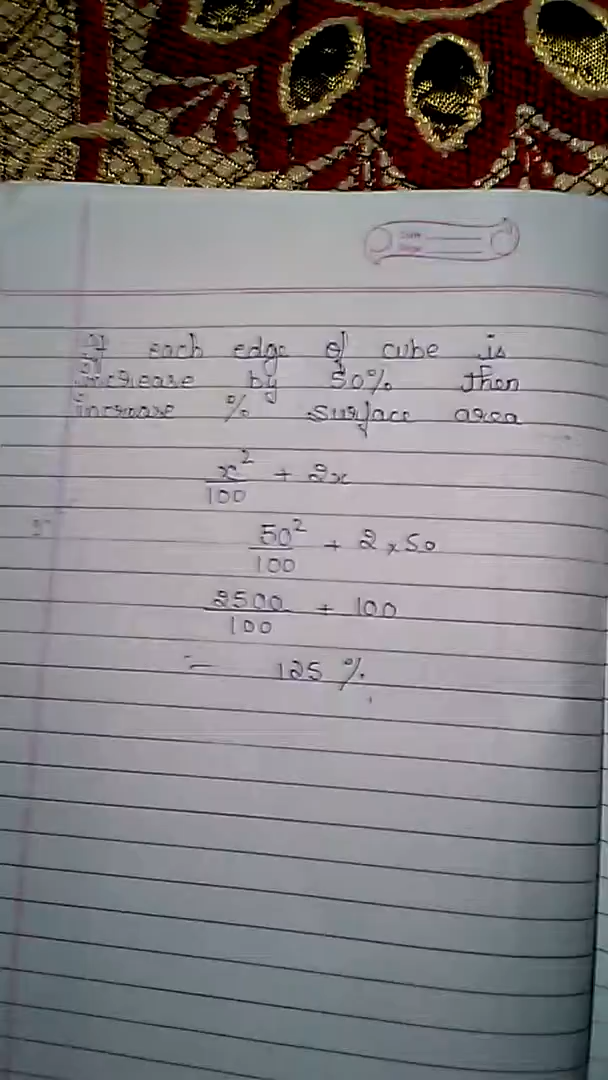 If each edge of cube is
increase by 50% then
increase % surface area
x²/100 + 2x
50²/100 + 2 × 50
2500/100 + 100
= 125 %